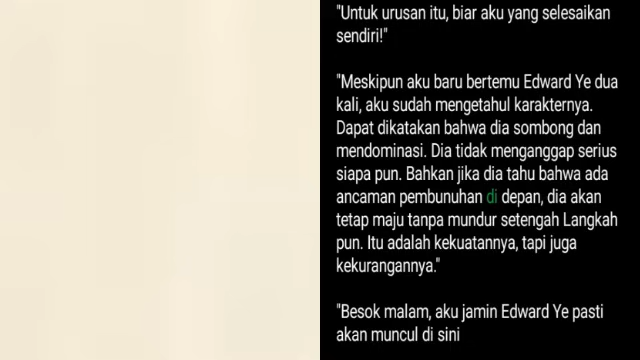 "Untuk urusan itu, biar aku yang selesaikan
sendiri!"
"Meskipun aku baru bertemu Edward Ye dua
kali, aku sudah mengetahul karakternya.
Dapat dikatakan bahwa dia sombong dan
mendominasi. Dia tidak menganggap serius
siapa pun. Bahkan jika dia tahu bahwa ada
ancaman pembunuhan di depan, dia akan
tetap maju tanpa mundur setengah Langkah
pun. Itu adalah kekuatannya, tapi juga
kekurangannya."
"Besok malam, aku jamin Edward Ye pasti
akan muncul di sini